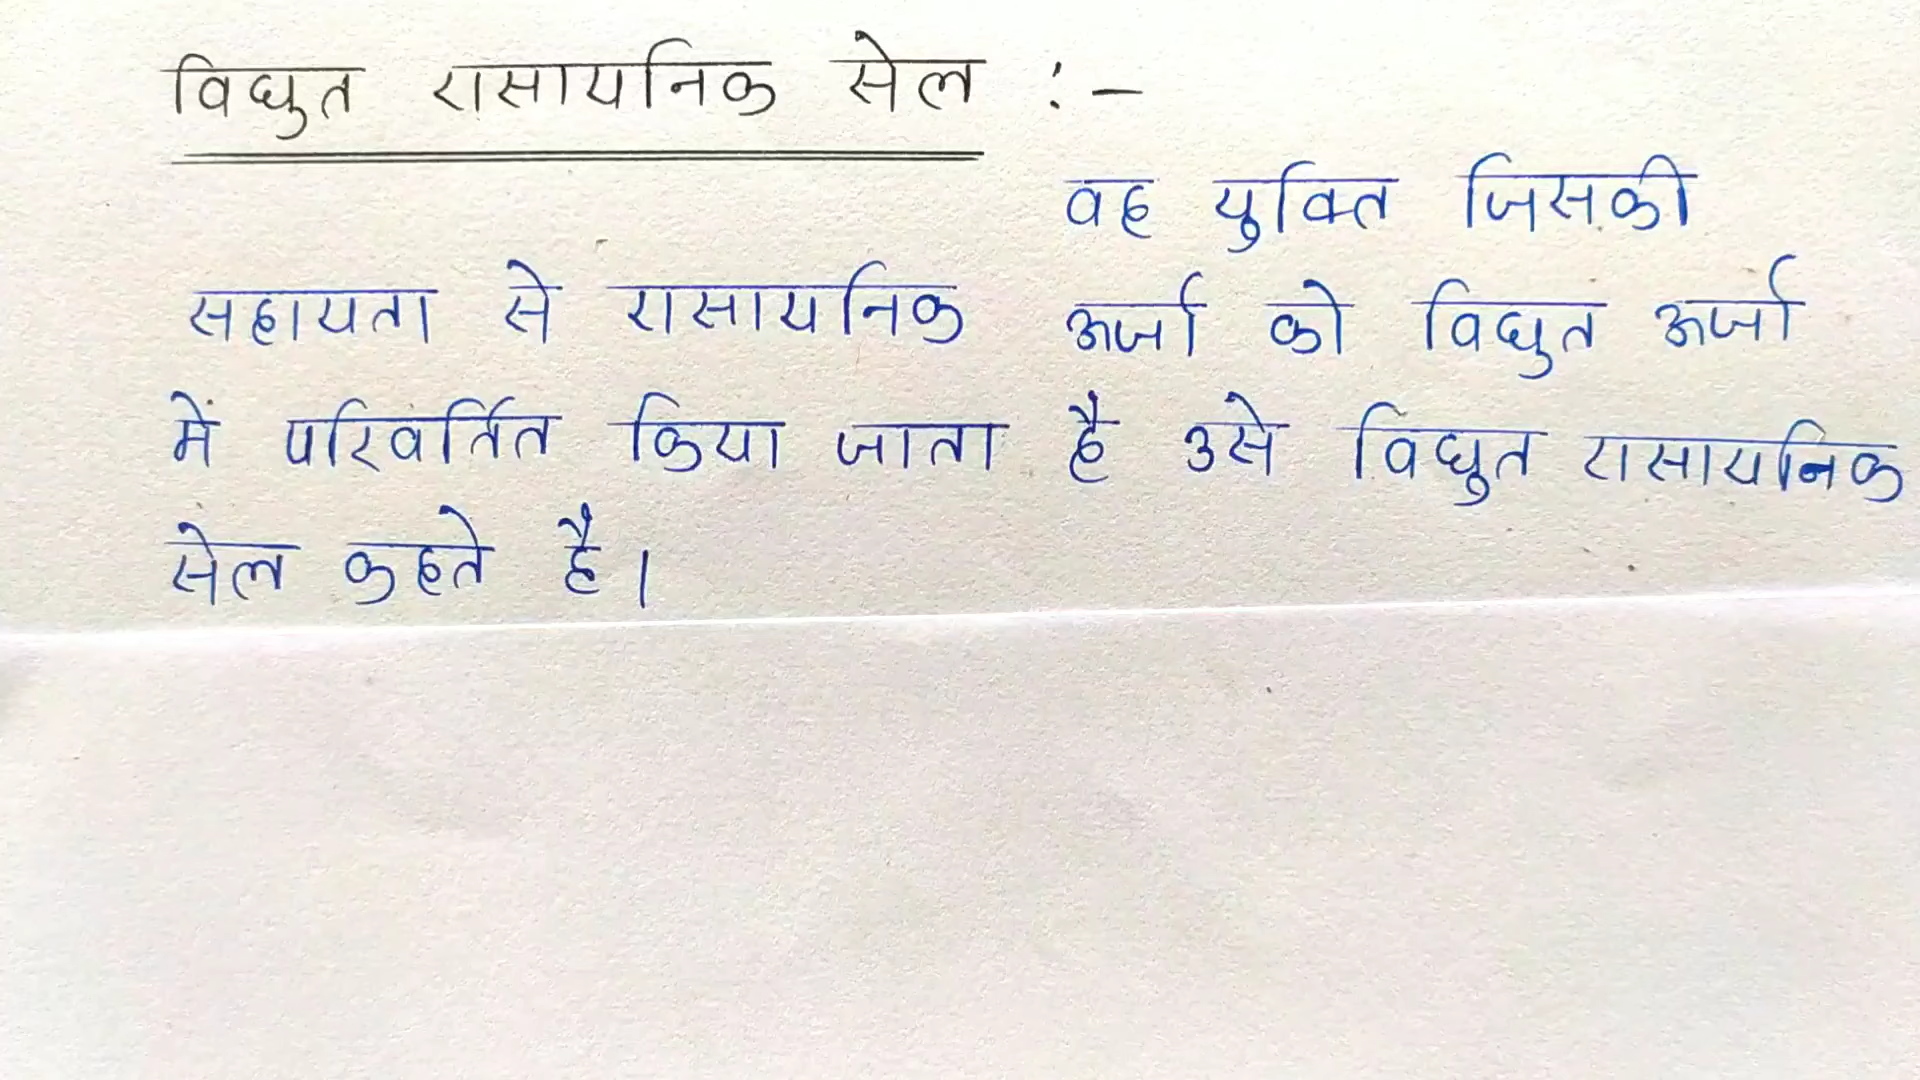 विधुत रासायनिक सेल :-
वह युक्ति जिसकी
सहायता से रासायनिक ऊर्जा को विधुत ऊर्जा
में परिवर्तित किया जाता है उसे विधुत रासायनिक
सेल कहते है।